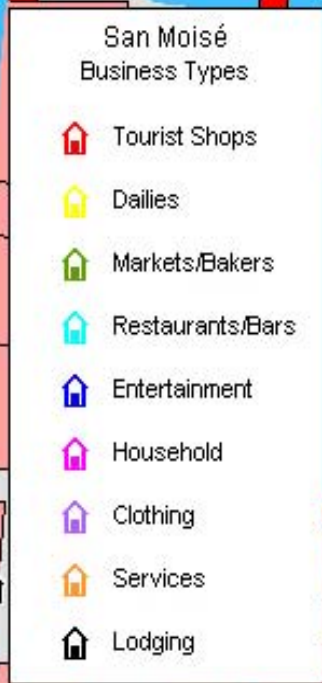 San Moisé
Business Types
Tourist Shops
Dailies
Markets/Bakers
Restaurants/Bars
Entertainment
Household
Clothing
Services
Lodging